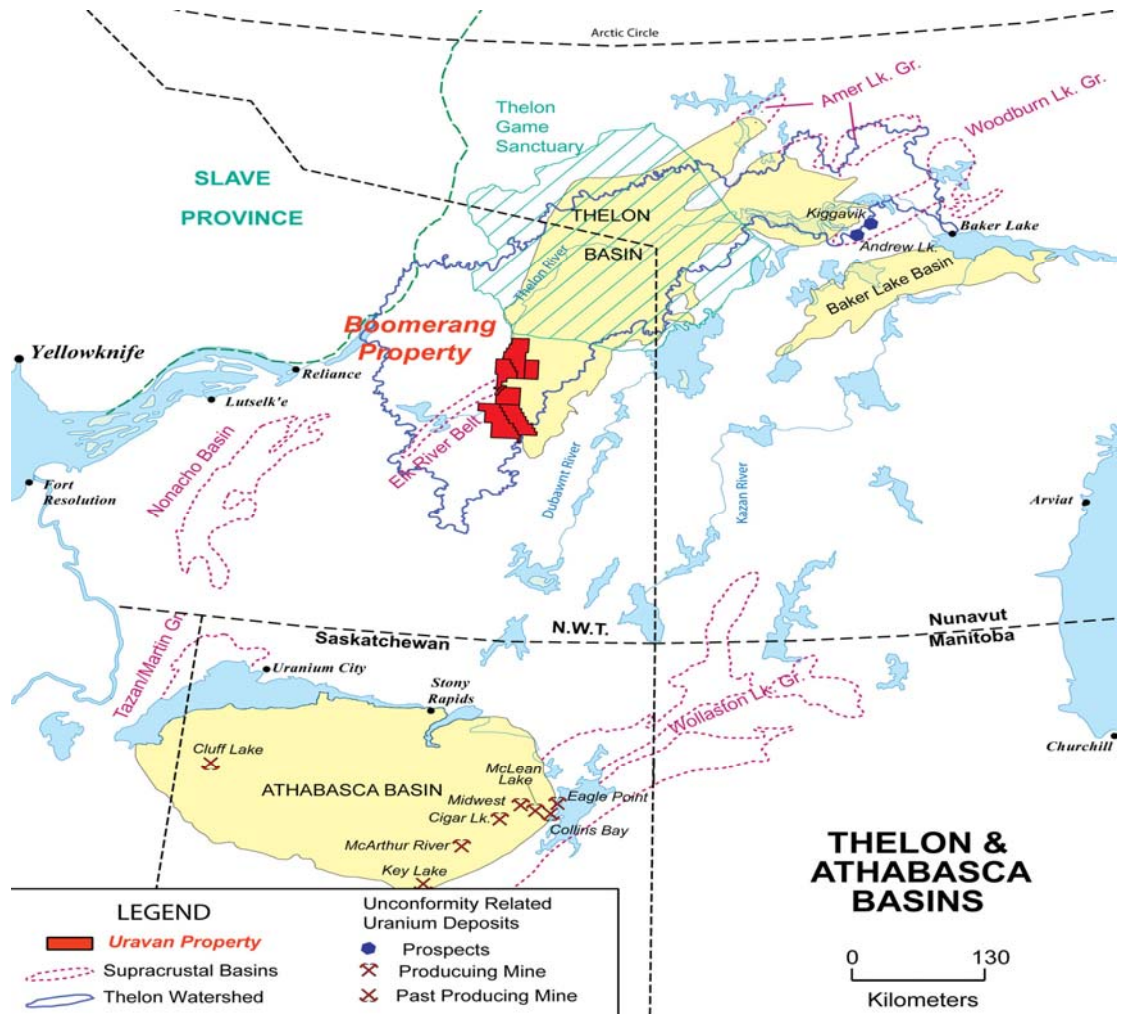 Arctic Circle
Amer Lk. Gr.
Woodburn Lk. Gr.
Thelon
Game
Sanctuary
SLAVE
PROVINCE
THELON
BASIN
Thelon River
Kiggavik
Andrew Lk.
Baker Lake
Baker Lake Basin
Boomerang
Property
Yellowknife
Reliance
Lutselk'e
Elk River Belt
Nonacho Basin
Dubawnt River
Kazan River
Fort
Resolution
Arviat
Saskatchewan
N.W.T.
Nunavut
Manitoba
Tazan/Martin Gr.
Uranium City
Stony
Rapids
Wollaston Lk. Gr.
Churchill
Cluff Lake
ATHABASCA BASIN
McLean
Lake
Midwest
Eagle Point
Cigar Lk.
Collins Bay
McArthur River
Key Lake
THELON &
ATHABASCA
BASINS
0 130
Kilometers
LEGEND
Uravan Property
Supracrustal Basins
Thelon Watershed
Unconformity Related
Uranium Deposits
Prospects
Producuing Mine
Past Producing Mine